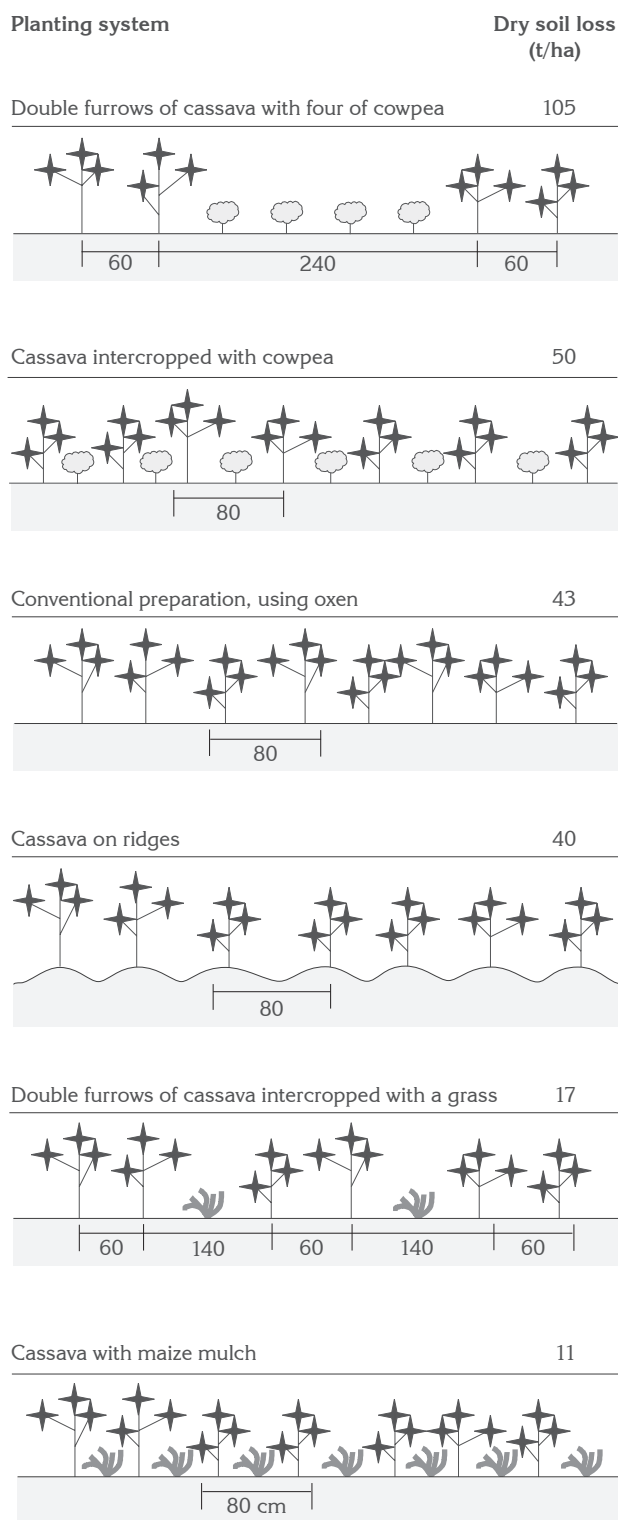 Planting system Dry soil loss
(t/ha)
Double furrows of cassava with four of cowpea 105
60 240 60
Cassava intercropped with cowpea 50
80
Conventional preparation, using oxen 43
80
Cassava on ridges 40
80
Double furrows of cassava intercropped with a grass 17
60 140 60 140 60
Cassava with maize mulch 11
80 cm